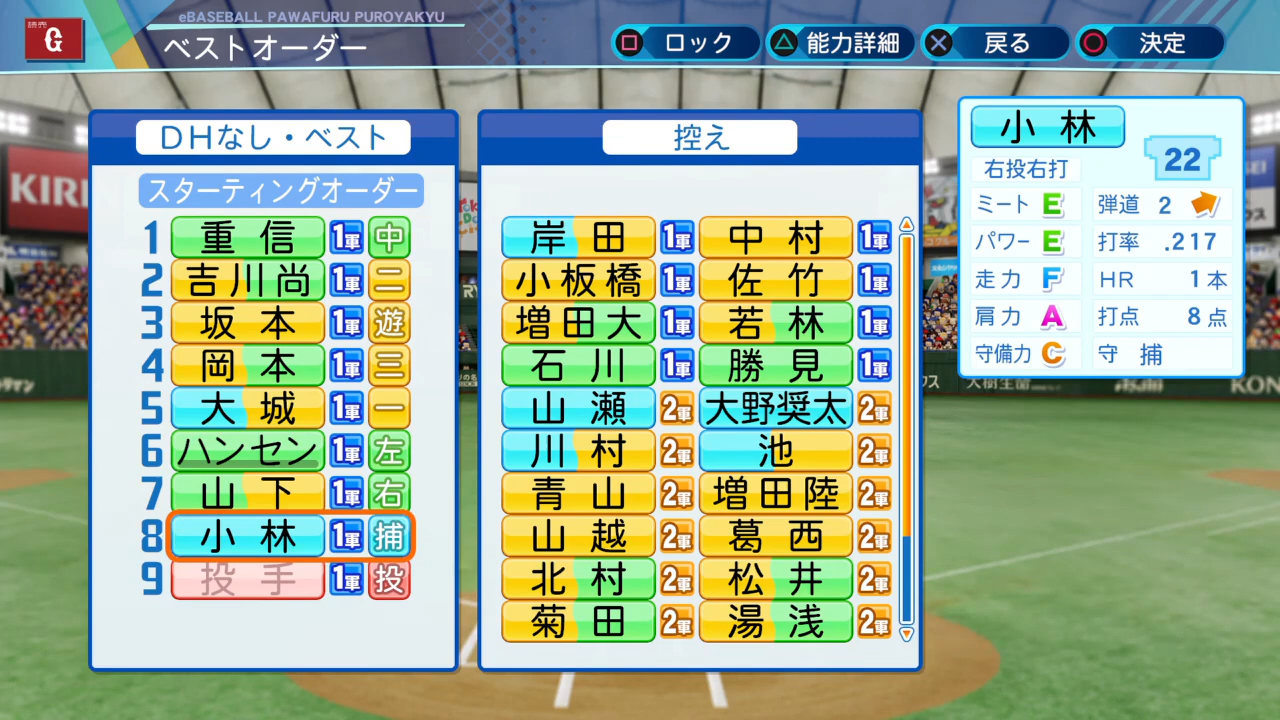 読売
G
eBASEBALL PAWAFURU PUROYAKYU
ベストオーダー
ロック
能力詳細
戻る
決定
DHなし・ベスト
スターティングオーダー
1 重信 1軍 中
2 吉川尚 1軍 二
3 坂本 1軍 遊
4 岡本 1軍 三
5 大城 1軍 一
6 ハンセン 1軍 左
7 山下 1軍 右
8 小林 1軍 捕
9 投手 1軍 投
控え
岸田 1軍 中村 1軍
小板橋 1軍 佐竹 1軍
増田大 1軍 若林 1軍
石川 1軍 勝見 1軍
山瀬 2軍 大野奨太 2軍
川村 2軍 池 2軍
青山 2軍 増田陸 2軍
山越 2軍 葛西 2軍
北村 2軍 松井 2軍
菊田 2軍 湯浅 2軍
小林
22
右投右打
ミート E 弾道 2
パワー E 打率 .217
走力 F HR 1本
肩力 A 打点 8点
守備力 C 守 捕
KIRI
KON